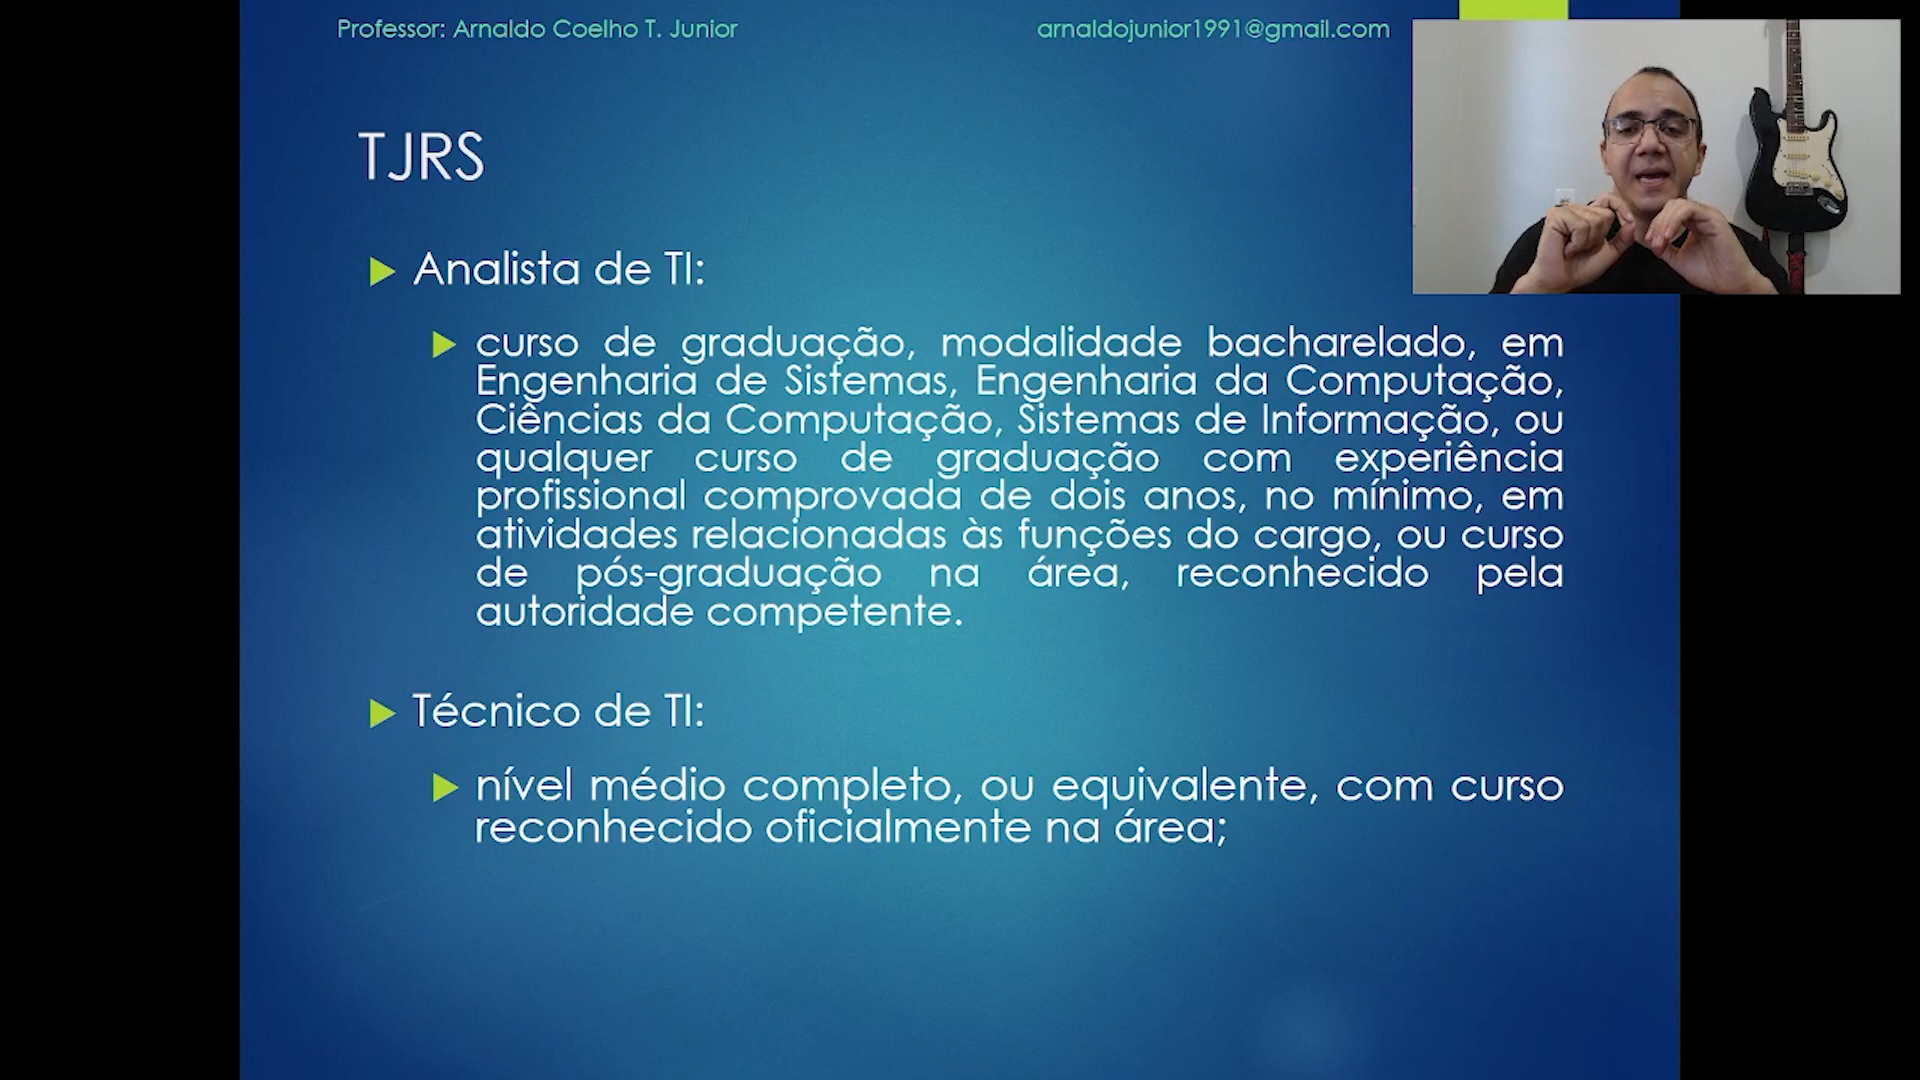 Professor: Arnaldo Coelho T. Junior
arnaldojunior1991@gmail.com
TJRS
Analista de TI:
curso de graduação, modalidade bacharelado, em
Engenharia de Sistemas, Engenharia da Computação,
Ciências da Computação, Sistemas de Informação, ou
qualquer curso de graduação com experiência
profissional comprovada de dois anos, no mínimo, em
atividades relacionadas às funções do cargo, ou curso
de pós-graduação na área, reconhecido pela
autoridade competente.
Técnico de TI:
nível médio completo, ou equivalente, com curso
reconhecido oficialmente na área;